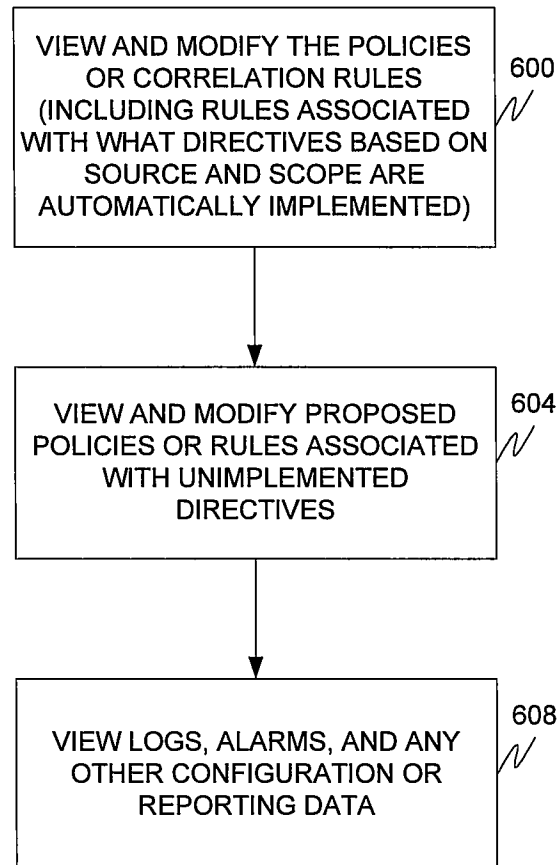 VIEW AND MODIFY THE POLICIES
OR CORRELATION RULES
(INCLUDING RULES ASSOCIATED
WITH WHAT DIRECTIVES BASED ON
SOURCE AND SCOPE ARE
AUTOMATICALLY IMPLEMENTED)
600
VIEW AND MODIFY PROPOSED
POLICIES OR RULES ASSOCIATED
WITH UNIMPLEMENTED
DIRECTIVES
604
VIEW LOGS, ALARMS, AND ANY
OTHER CONFIGURATION OR
REPORTING DATA
608